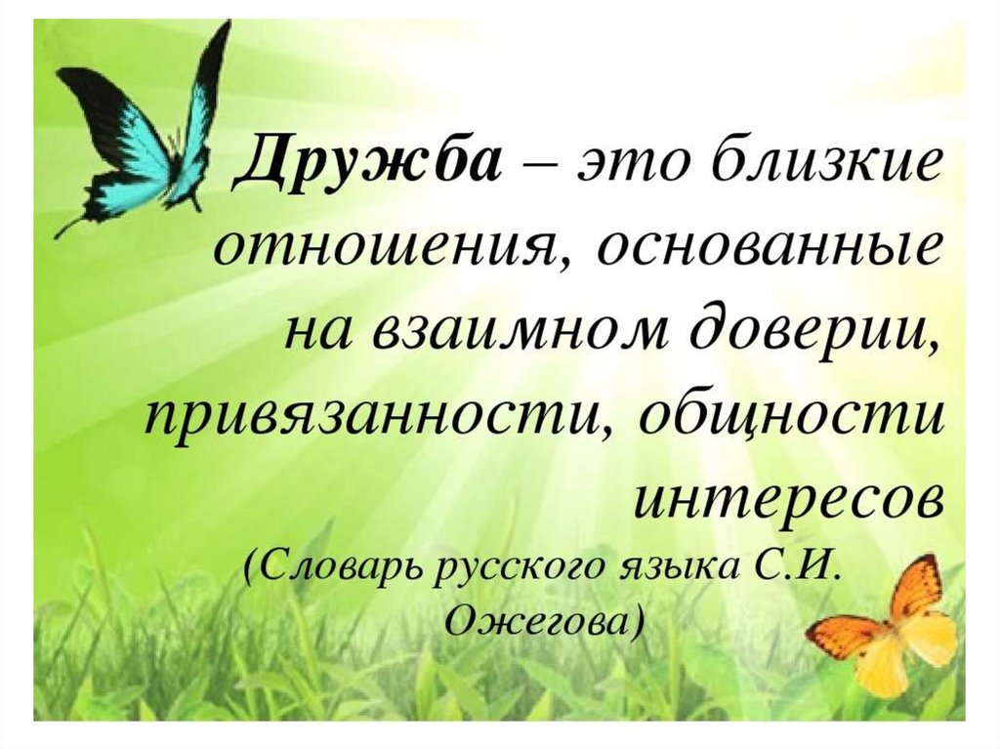 Дружба – это близкие
отношения, основанные
на взаимном доверии,
привязанности, общности
интересов
(Словарь русского языка С.И.
Ожегова)